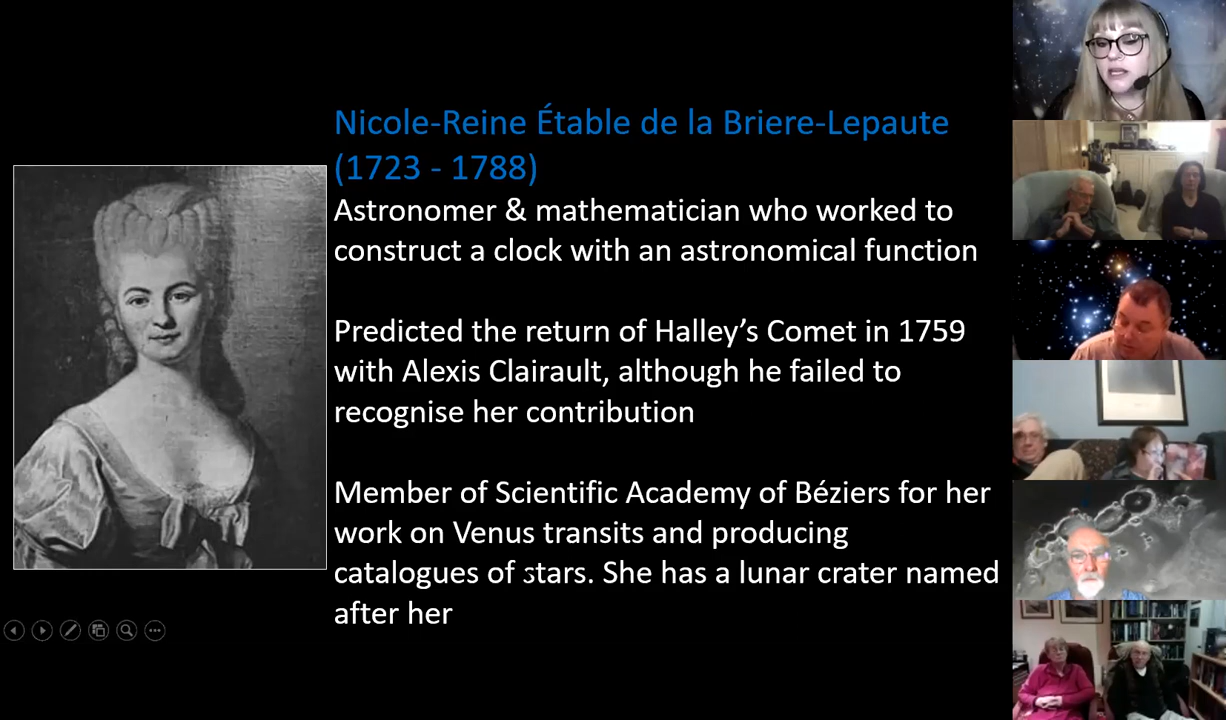 Nicole-Reine Étable de la Briere-Lepaute
(1723 - 1788)
Astronomer & mathematician who worked to
construct a clock with an astronomical function
Predicted the return of Halley’s Comet in 1759
with Alexis Clairault, although he failed to
recognise her contribution
Member of Scientific Academy of Béziers for her
work on Venus transits and producing
catalogues of stars. She has a lunar crater named
after her